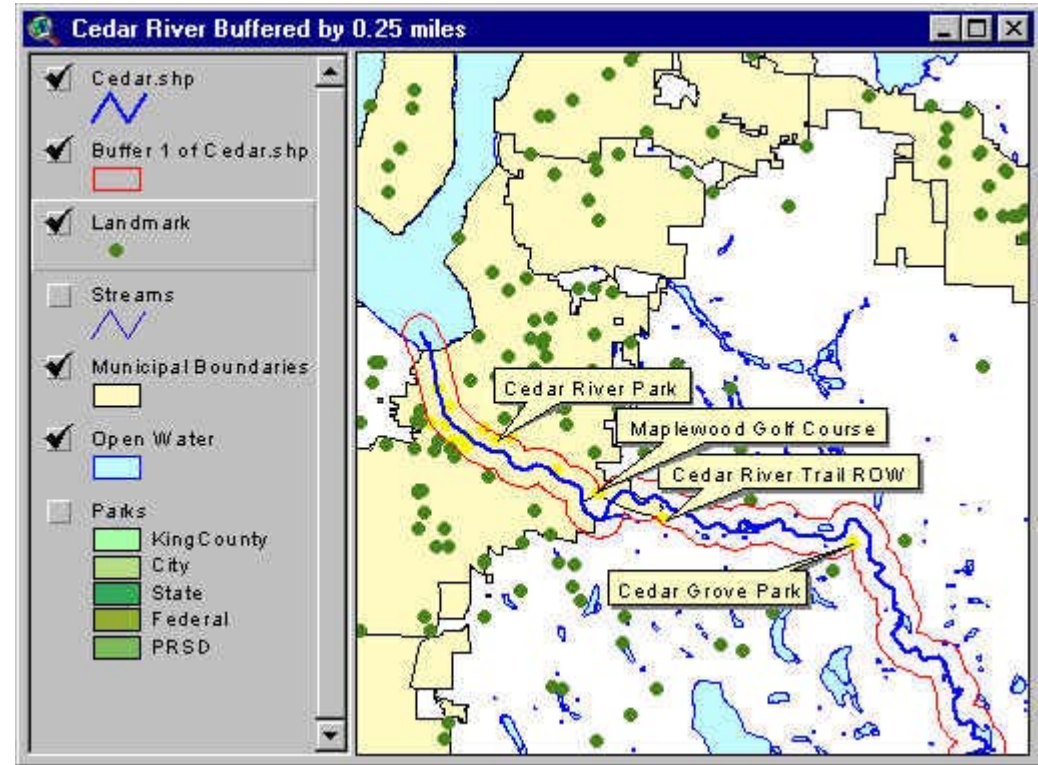 Cedar River Buffered by 0.25 miles
Cedar.shp
Buffer 1 of Cedar.shp
Landmark
Streams
Municipal Boundaries
Open Water
Parks
King County
City
State
Federal
PRSD
Cedar River Park
Maplewood Golf Course
Cedar River Trail ROW
Cedar Grove Park